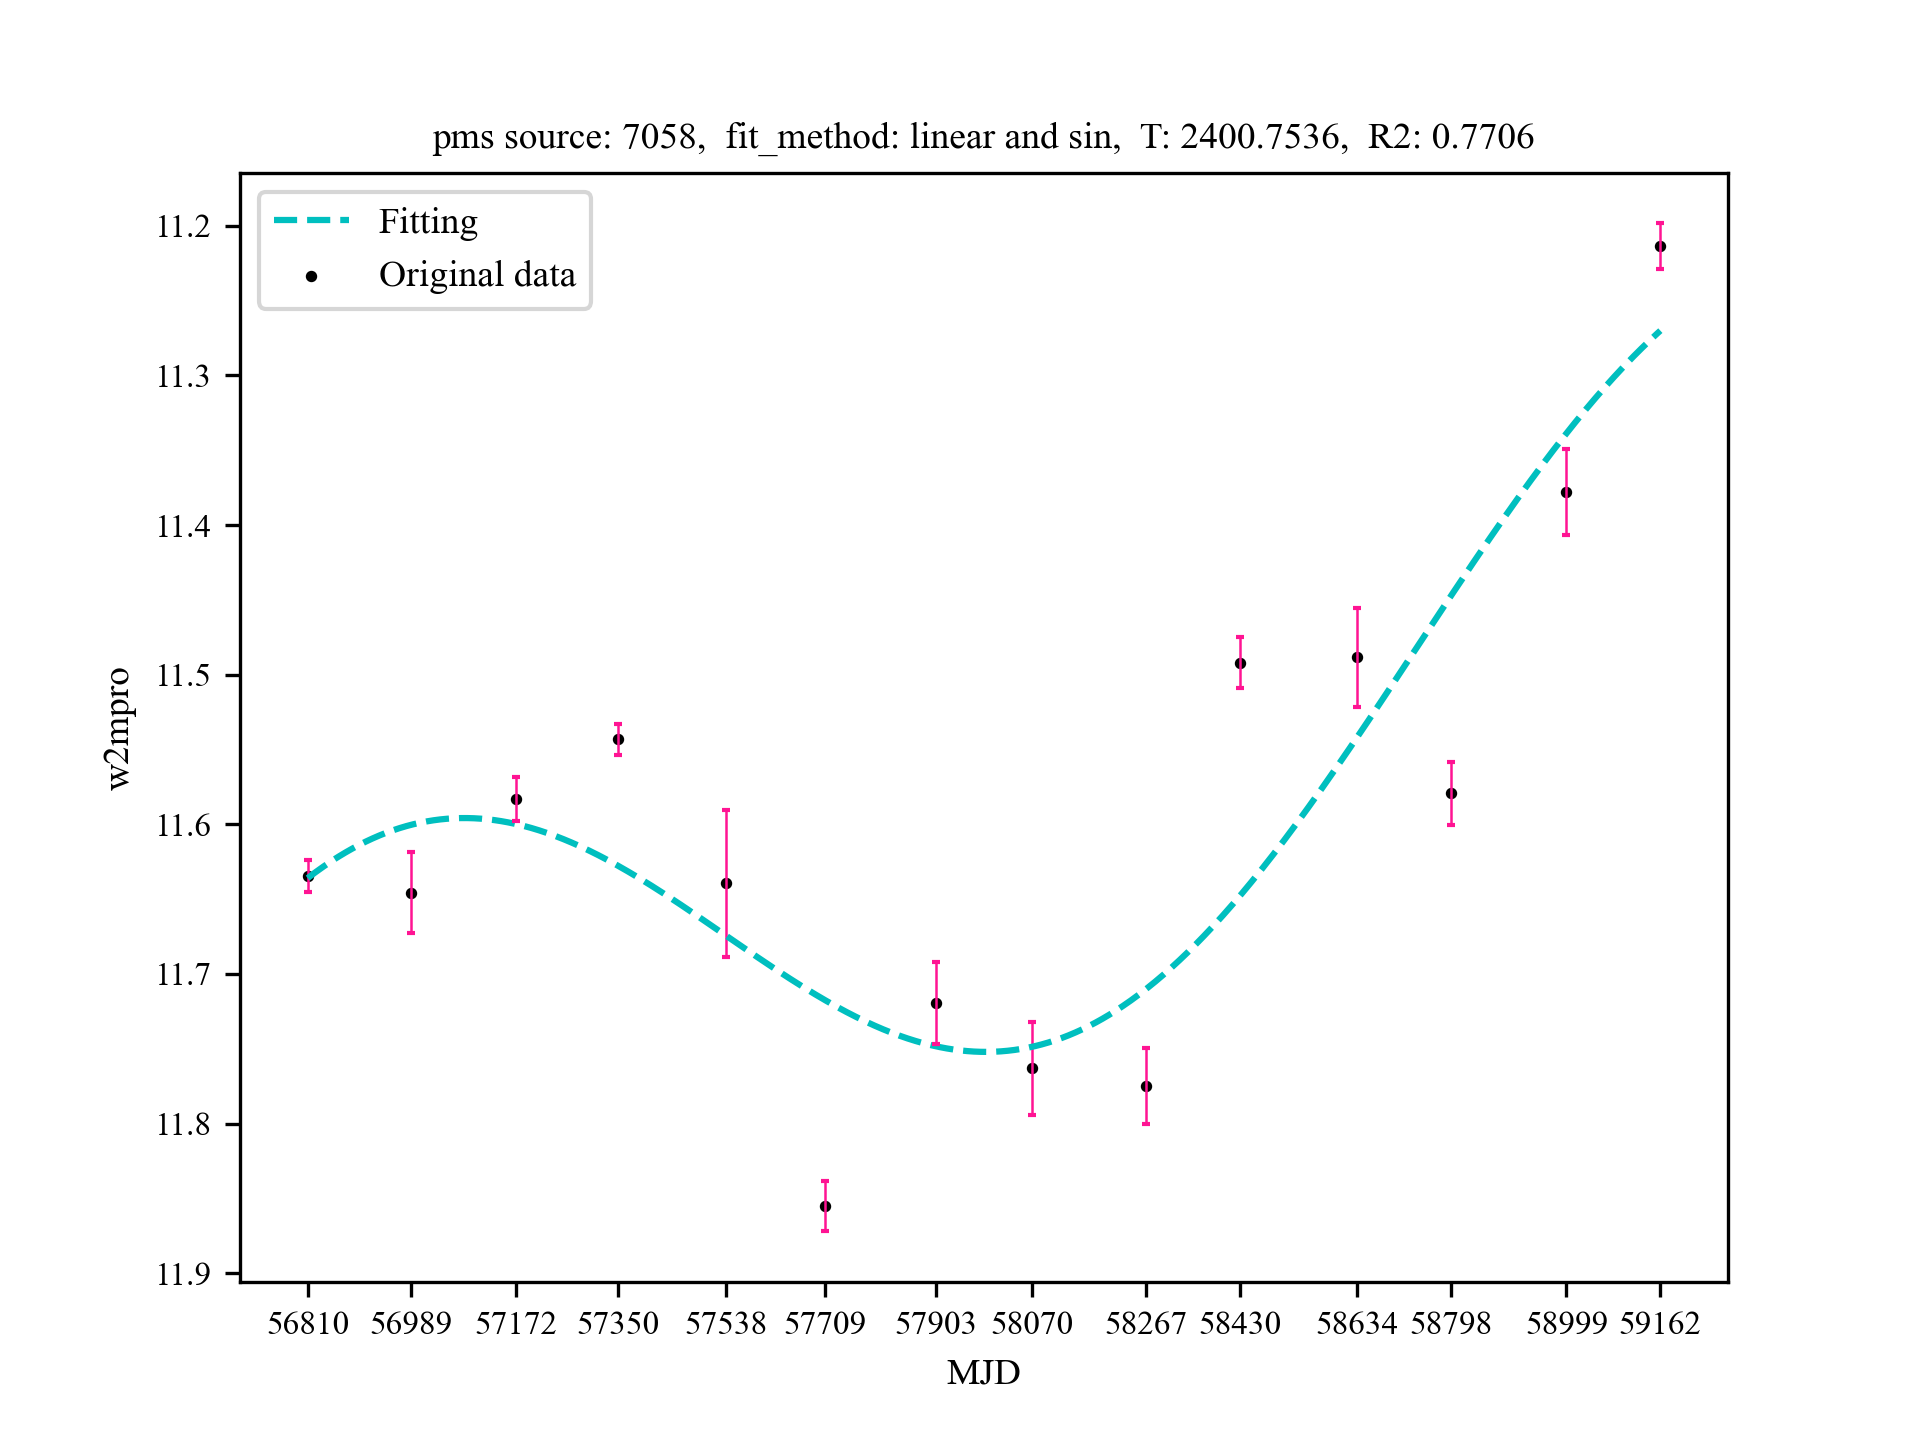 pms source: 7058,  fit_method: linear and sin,  T: 2400.7536,  R2: 0.7706
Fitting
Original data
11.2
11.3
11.4
11.5
11.6
11.7
11.8
11.9
w2mpro
56810 56989 57172 57350 57538 57709 57903 58070 58267 58430 58634 58798 58999 59162
MJD